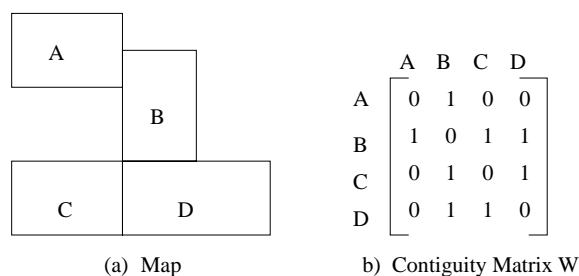 A
B
C D
(a) Map
A B C D
A 0 1 0 0
B 1 0 1 1
C 0 1 0 1
D 0 1 1 0
b) Contiguity Matrix W